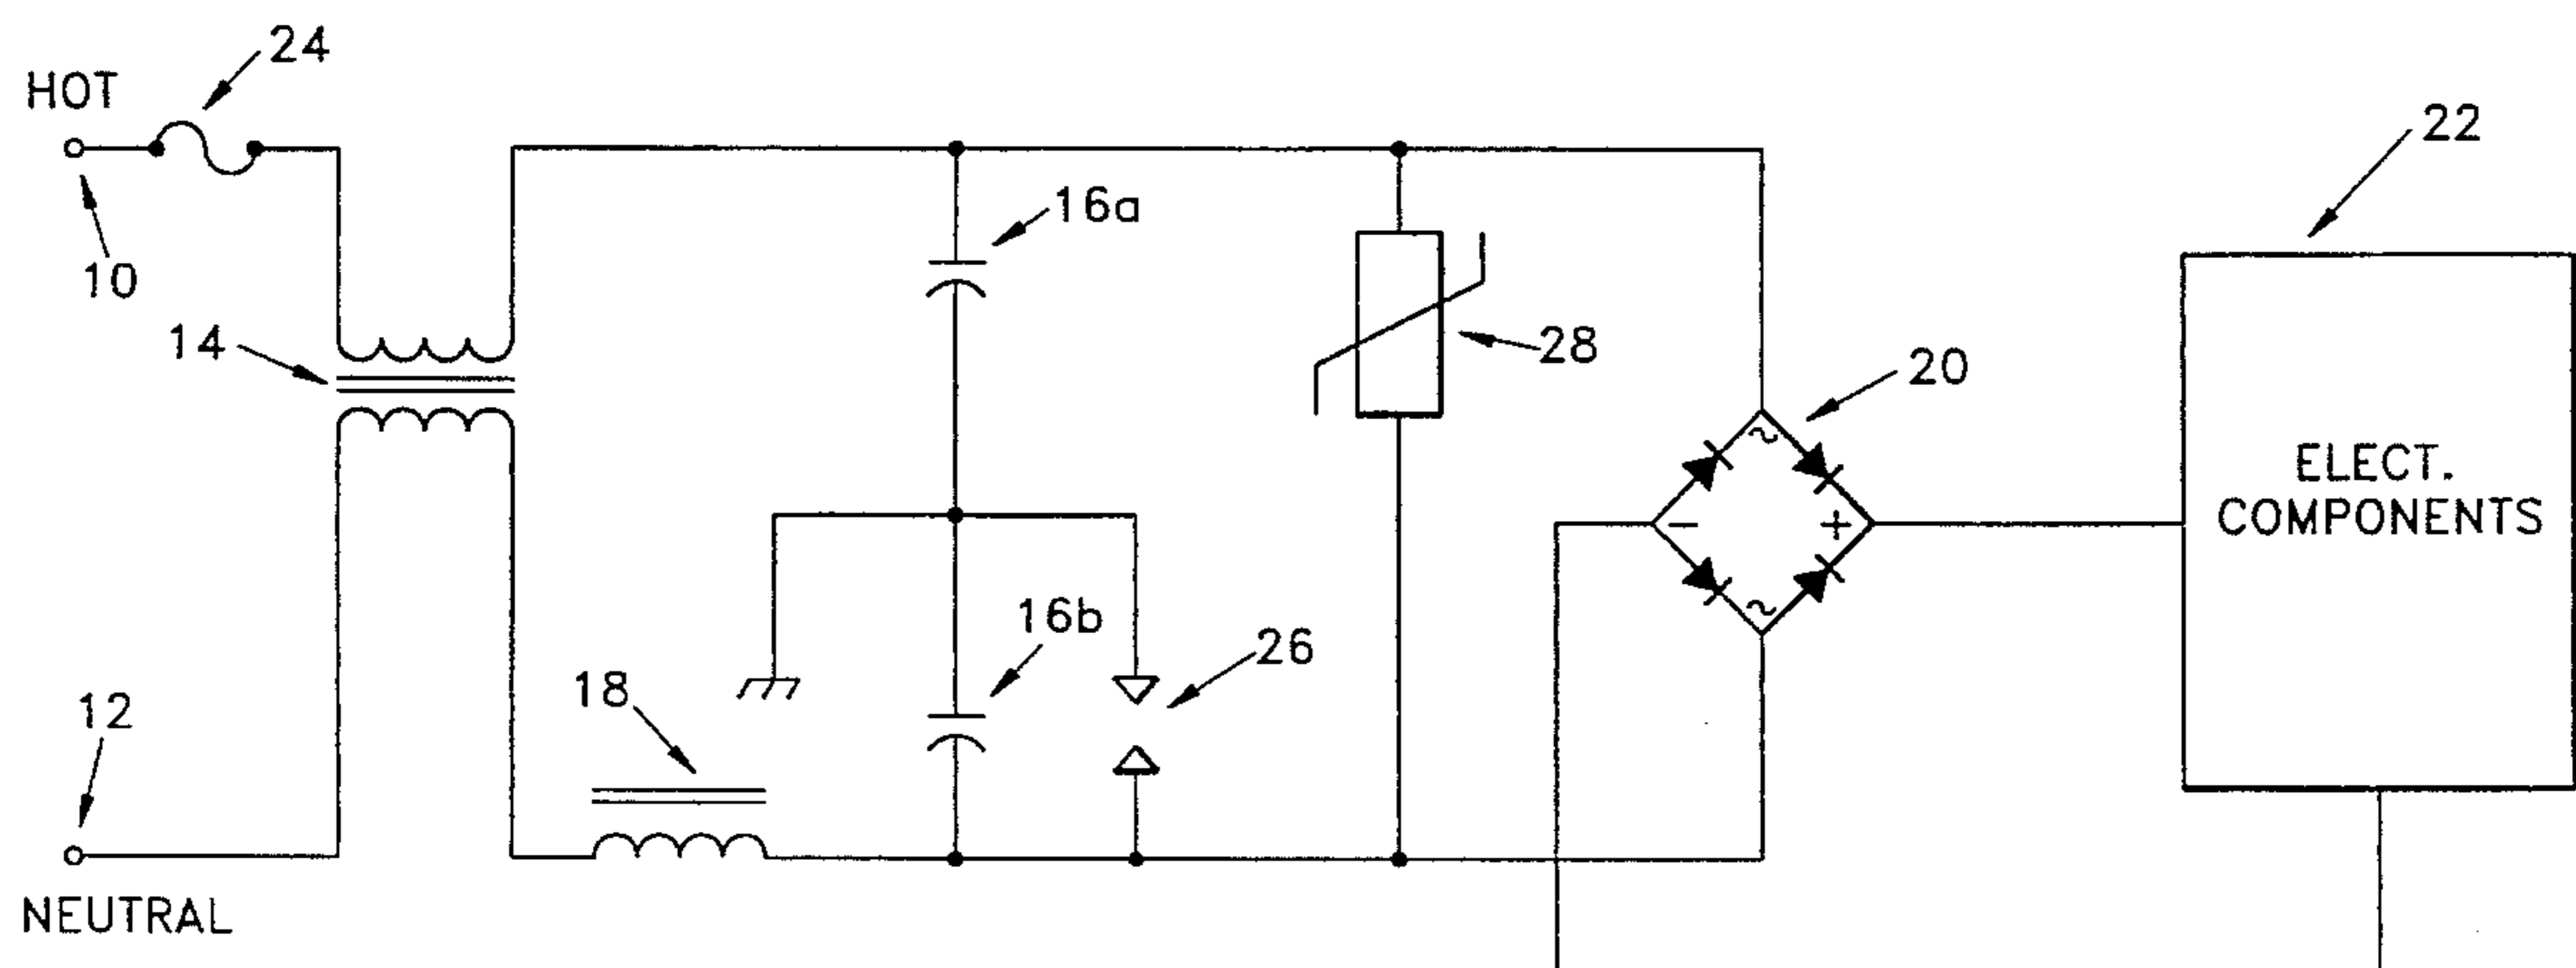 24
HOT
10
16a
22
14
28
20
ELECT.
COMPONENTS
~
- +
~
16b
26
18
12
NEUTRAL